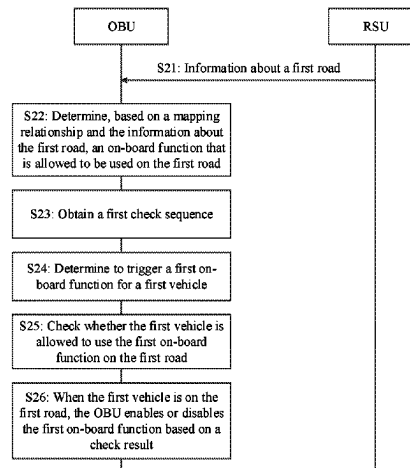 OBU
RSU
S21: Information about a first road
S22: Determine, based on a mapping
relationship and the information about
the first road, an on-board function that
is allowed to be used on the first road
S23: Obtain a first check sequence
S24: Determine to trigger a first on-
board function for a first vehicle
S25: Check whether the first vehicle is
allowed to use the first on-board
function on the first road
S26: When the first vehicle is on the
first road, the OBU enables or disables
the first on-board function based on a
check result